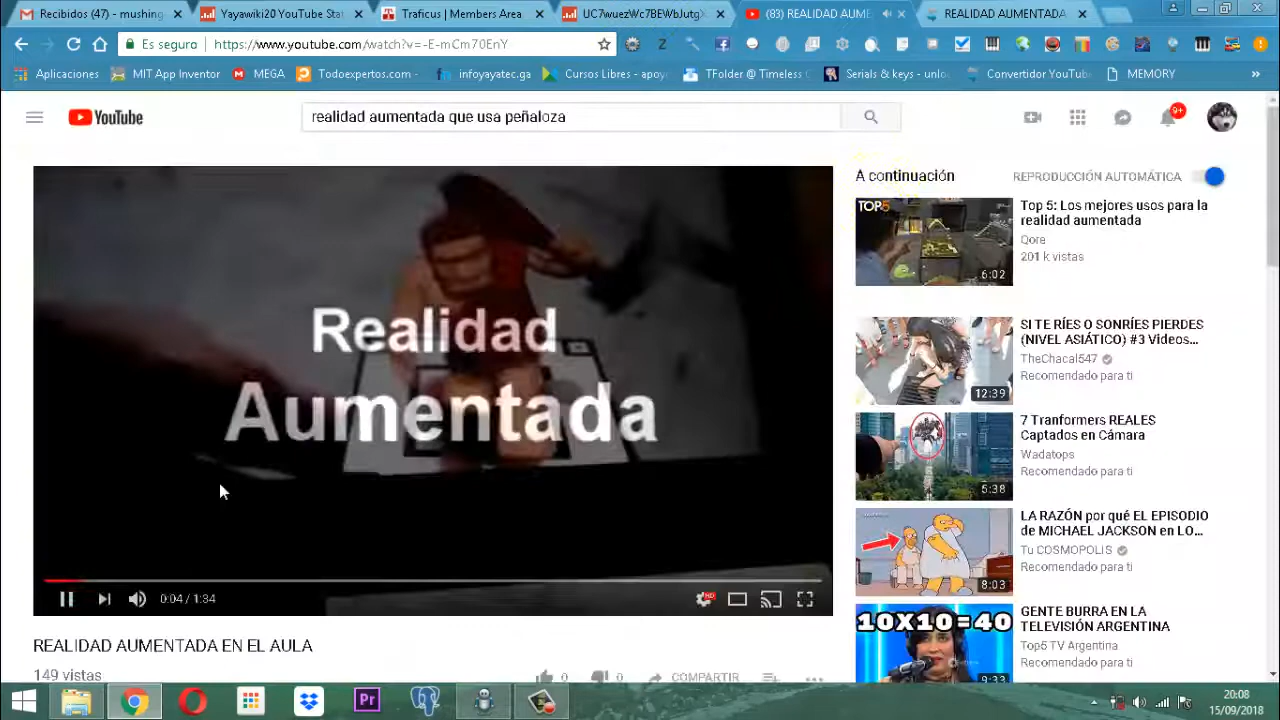 Recibidos (47) - mushing
Yayawiki20 YouTube Stat
Traficus | Members Area
UC7wuezWc7BEWbJutg
(83) REALIDAD AUME
REALIDAD AUMENTADA
Es seguro
https://www.youtube.com/watch?v=-E-mCm70EnY
Aplicaciones
MIT App Inventor
MEGA
Todoexpertos.com -
infoyayatec.ga
Cursos Libres - apoy
TFolder @ Timeless
Serials & keys - unlo
Convertidor YouTub
MEMORY
»
YouTube
realidad aumentada que usa peñaloza
9+
Realidad
Aumentada
0:04 / 1:34
HD
REALIDAD AUMENTADA EN EL AULA
149 vistas
0
0
COMPARTIR
A continuación
REPRODUCCIÓN AUTOMÁTICA
TOP5
6:02
Top 5: Los mejores usos para la
realidad aumentada
Qore
201 k vistas
12:39
SI TE RÍES O SONRÍES PIERDES
(NIVEL ASIÁTICO) #3 Videos...
TheChacal547
Recomendado para ti
5:38
7 Tranformers REALES
Captados en Cámara
Wadatops
Recomendado para ti
8:03
LA RAZÓN por qué EL EPISODIO
de MICHAEL JACKSON en LO...
Tu COSMOPOLIS
Recomendado para ti
10X10=40
9:33
GENTE BURRA EN LA
TELEVISIÓN ARGENTINA
Top5 TV Argentina
Recomendado para ti
Pr
20:08
15/09/2018